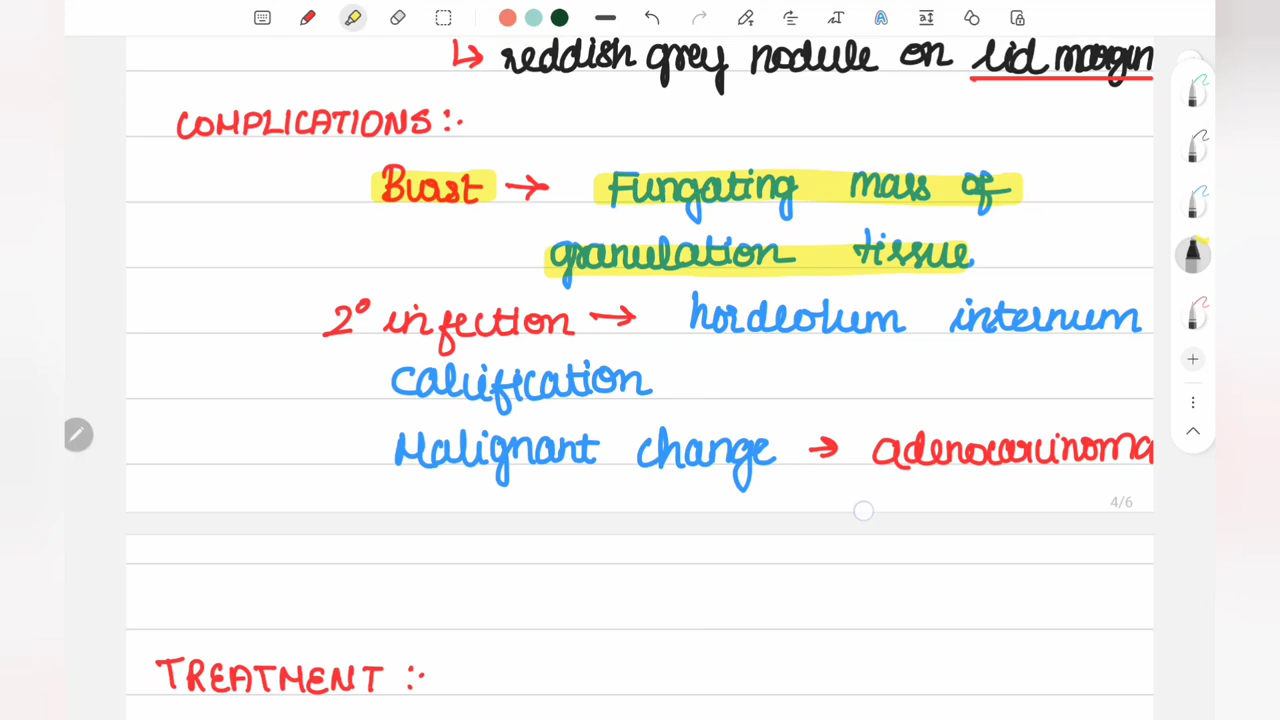 ↳ reddish grey nodule on lid margin
COMPLICATIONS :.
Burst → Fungating mass of
granulation tissue
2° infection → hordeolum internum
calcification
Malignant change → adenocarcinoma
4/6
TREATMENT :.